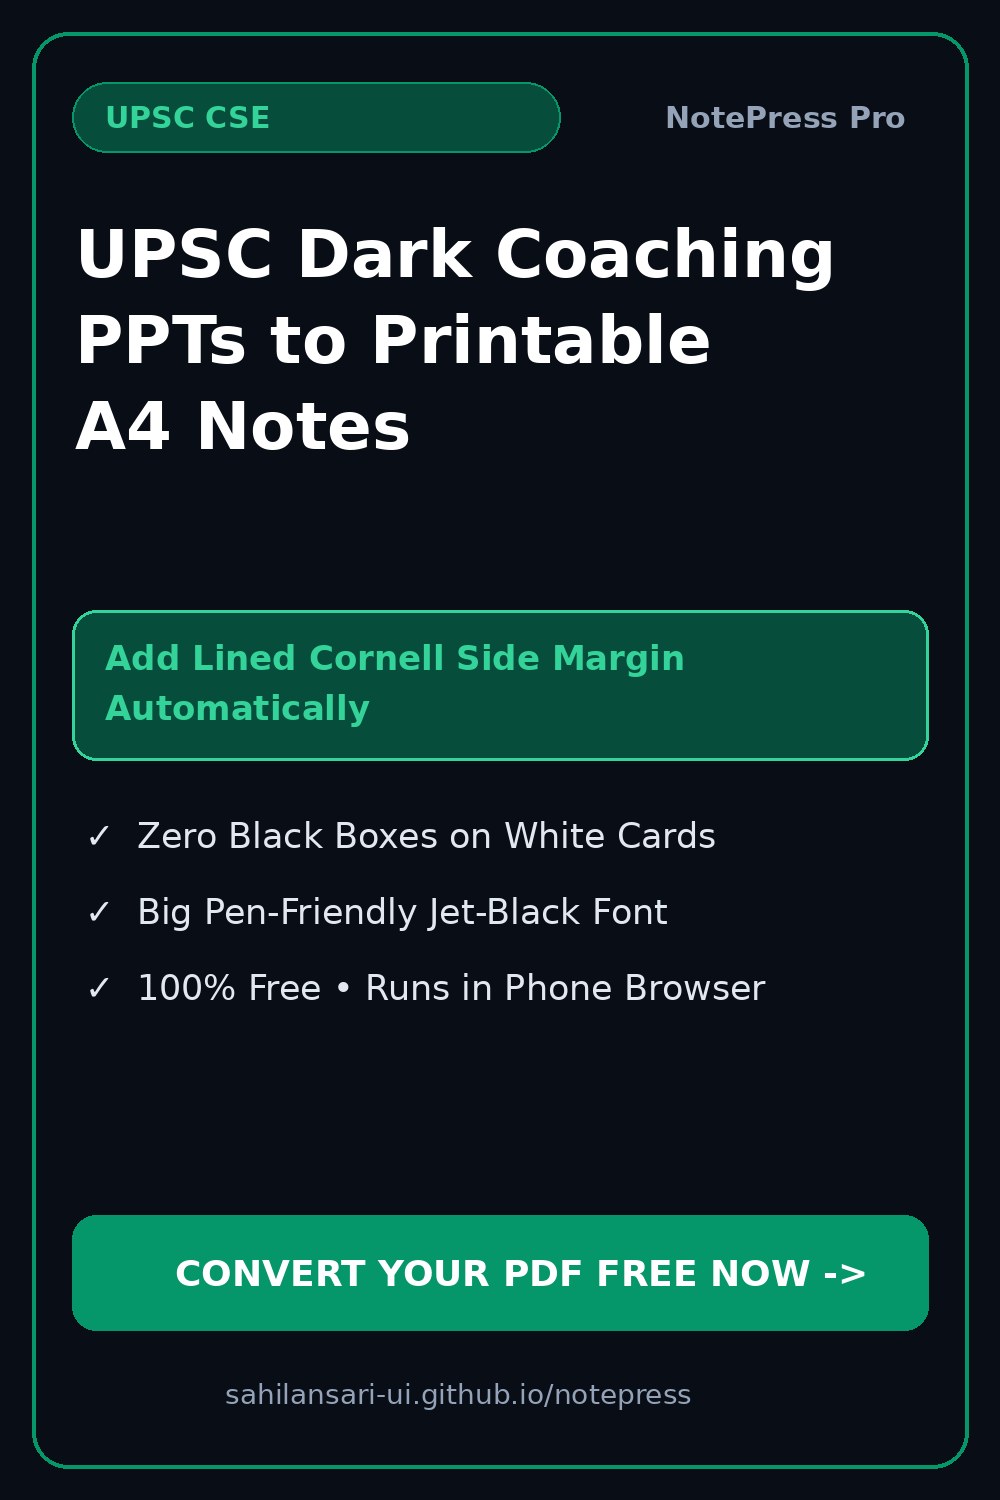 UPSC CSE
NotePress Pro
UPSC Dark Coaching
PPTs to Printable
A4 Notes
Add Lined Cornell Side Margin
Automatically
✓ Zero Black Boxes on White Cards
✓ Big Pen-Friendly Jet-Black Font
✓ 100% Free • Runs in Phone Browser
CONVERT YOUR PDF FREE NOW ->
sahilansari-ui.github.io/notepress